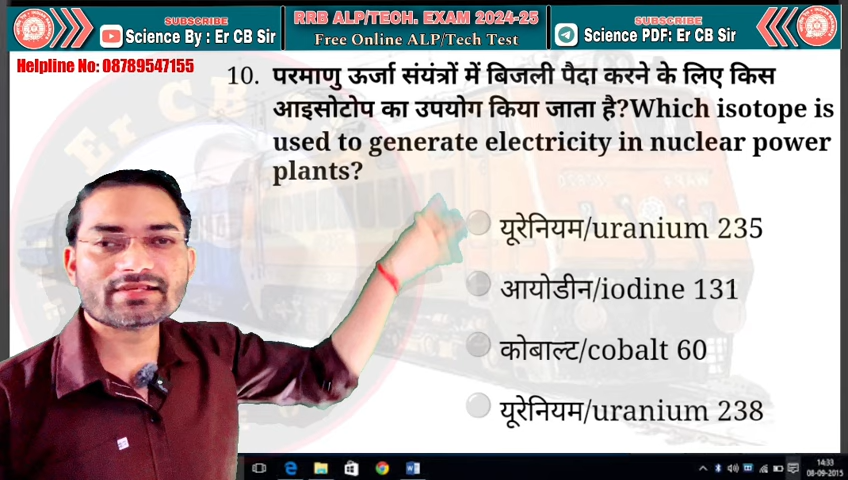 SUBSCRIBE
Science By : Er CB Sir
RRB ALP/TECH. EXAM 2024-25
Free Online ALP/Tech Test
SUBSCRIBE
Science PDF: Er CB Sir
Helpline No: 08789547155
10. परमाणु ऊर्जा संयंत्रों में बिजली पैदा करने के लिए किस
आइसोटोप का उपयोग किया जाता है?Which isotope is
used to generate electricity in nuclear power
plants?
यूरेनियम/uranium 235
आयोडीन/iodine 131
कोबाल्ट/cobalt 60
यूरेनियम/uranium 238
14:33
08-09-2015